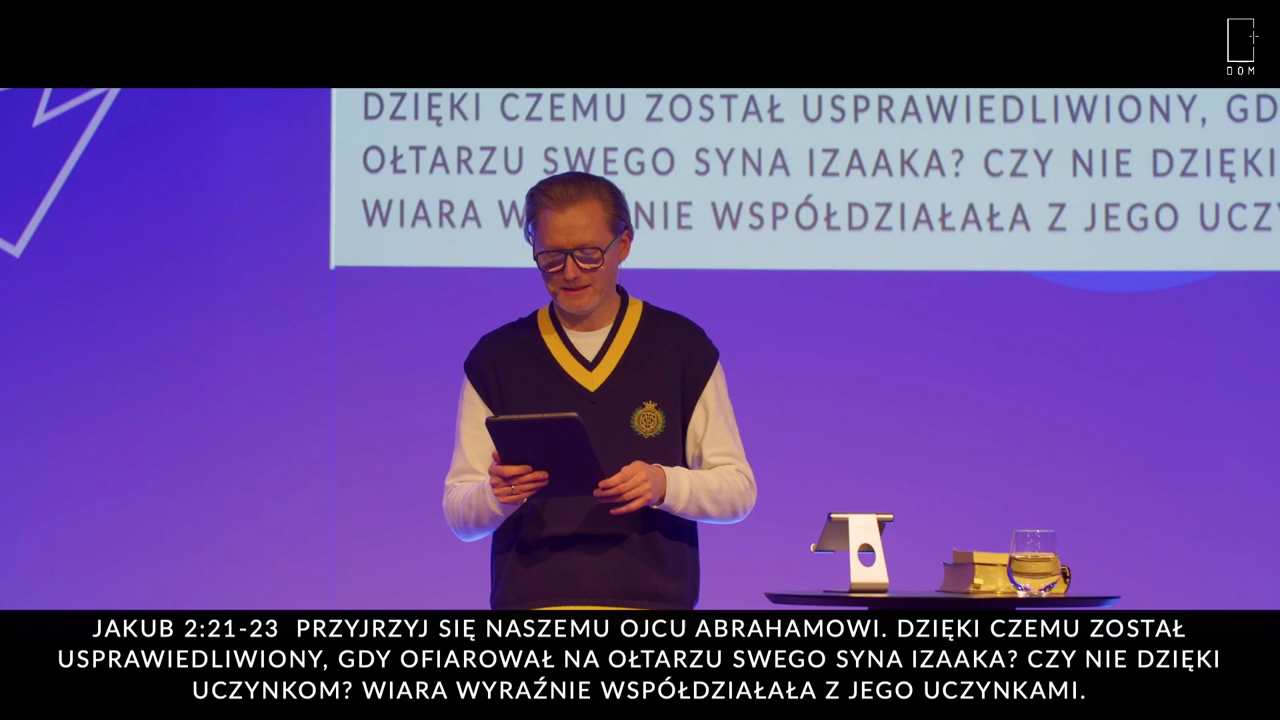 DOM
DZIĘKI CZEMU ZOSTAŁ USPRAWIEDLIWIONY, GD
OŁTARZU SWEGO SYNA IZAAKA? CZY NIE DZIĘKI
WIARA W NIE WSPÓŁDZIAŁAŁA Z JEGO UCZY
JAKUB 2:21-23 PRZYJRZYJ SIĘ NASZEMU OJCU ABRAHAMOWI. DZIĘKI CZEMU ZOSTAŁ
USPRAWIEDLIWIONY, GDY OFIAROWAŁ NA OŁTARZU SWEGO SYNA IZAAKA? CZY NIE DZIĘKI
UCZYNKOM? WIARA WYRAŹNIE WSPÓŁDZIAŁAŁA Z JEGO UCZYNKAMI.